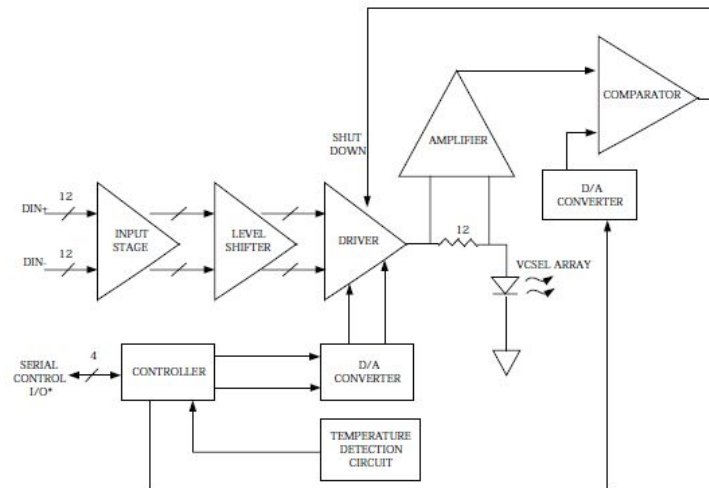 COMPARATOR
AMPLIFIER
SHUT
DOWN
D/A
CONVERTER
12
DIN+
12
DIN-
INPUT
STAGE
LEVEL
SHIFTER
DRIVER
12
VCSEL ARRAY
4
SERIAL
CONTROL
I/O*
CONTROLLER
D/A
CONVERTER
TEMPERATURE
DETECTION
CIRCUIT